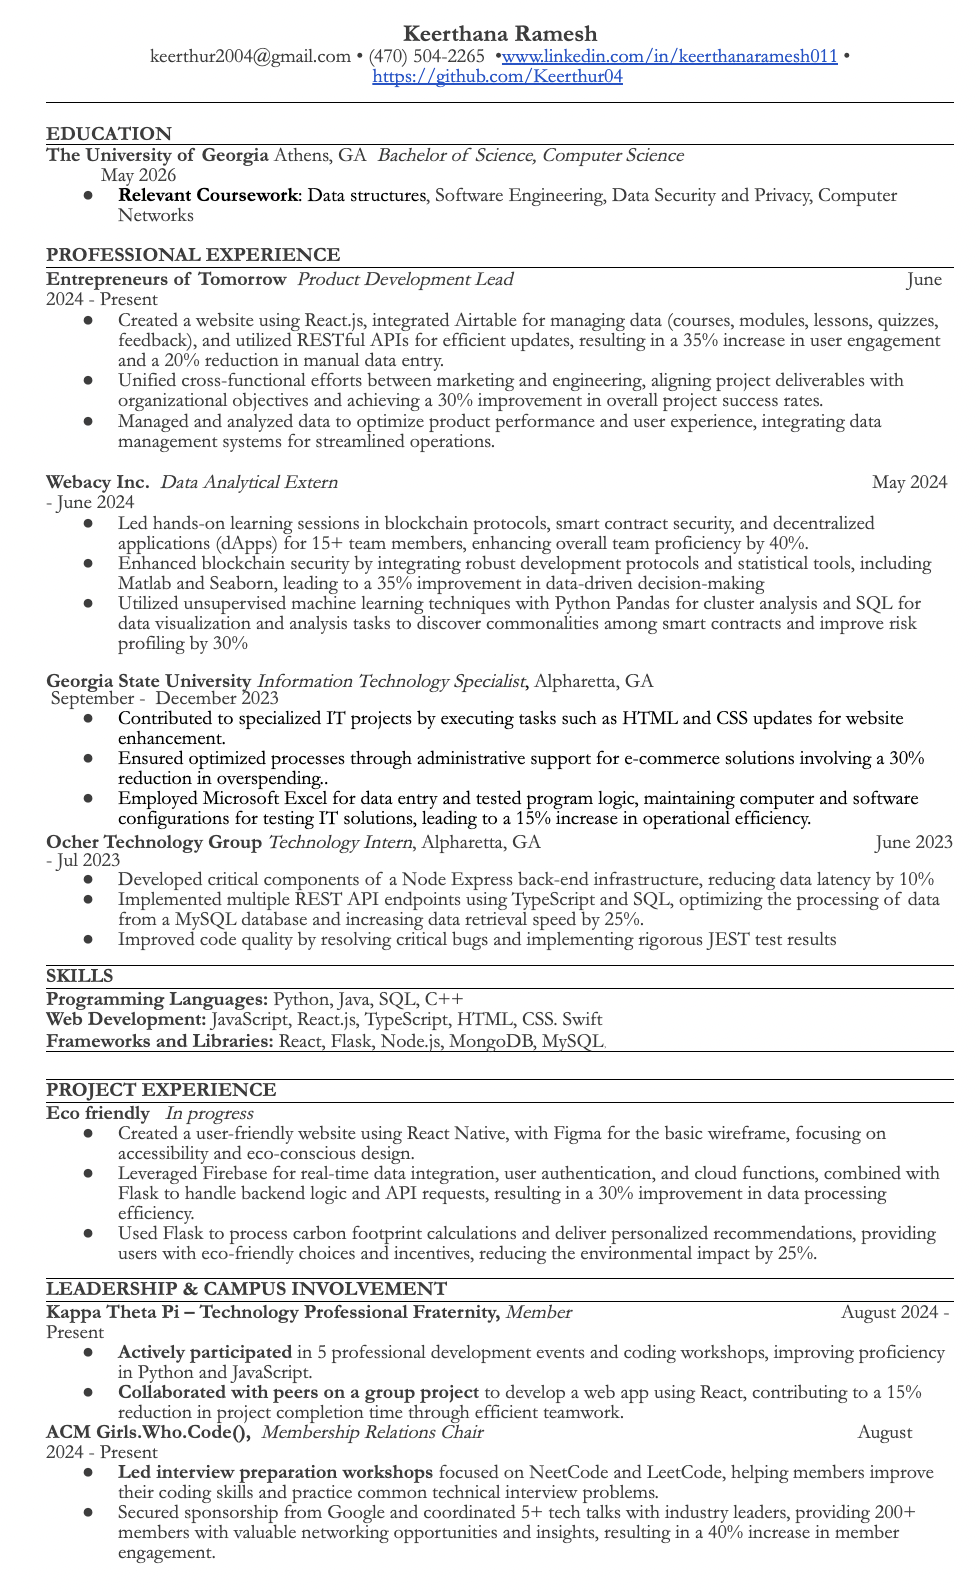 Keerthana Ramesh
keerthur2004@gmail.com • (470) 504-2265 •www.linkedin.com/in/keerthanaramesh011 •
https://github.com/Keerthur04
EDUCATION
The University of Georgia Athens, GA Bachelor of Science, Computer Science
May 2026
● Relevant Coursework: Data structures, Software Engineering, Data Security and Privacy, Computer
Networks
PROFESSIONAL EXPERIENCE
Entrepreneurs of Tomorrow Product Development Lead June
2024 - Present
● Created a website using React.js, integrated Airtable for managing data (courses, modules, lessons, quizzes,
feedback), and utilized RESTful APIs for efficient updates, resulting in a 35% increase in user engagement
and a 20% reduction in manual data entry.
● Unified cross-functional efforts between marketing and engineering, aligning project deliverables with
organizational objectives and achieving a 30% improvement in overall project success rates.
● Managed and analyzed data to optimize product performance and user experience, integrating data
management systems for streamlined operations.
Webacy Inc. Data Analytical Extern May 2024
- June 2024
● Led hands-on learning sessions in blockchain protocols, smart contract security, and decentralized
applications (dApps) for 15+ team members, enhancing overall team proficiency by 40%.
● Enhanced blockchain security by integrating robust development protocols and statistical tools, including
Matlab and Seaborn, leading to a 35% improvement in data-driven decision-making
● Utilized unsupervised machine learning techniques with Python Pandas for cluster analysis and SQL for
data visualization and analysis tasks to discover commonalities among smart contracts and improve risk
profiling by 30%
Georgia State University Information Technology Specialist, Alpharetta, GA
September - December 2023
● Contributed to specialized IT projects by executing tasks such as HTML and CSS updates for website
enhancement.
● Ensured optimized processes through administrative support for e-commerce solutions involving a 30%
reduction in overspending..
● Employed Microsoft Excel for data entry and tested program logic, maintaining computer and software
configurations for testing IT solutions, leading to a 15% increase in operational efficiency.
Ocher Technology Group Technology Intern, Alpharetta, GA June 2023
- Jul 2023
● Developed critical components of a Node Express back-end infrastructure, reducing data latency by 10%
● Implemented multiple REST API endpoints using TypeScript and SQL, optimizing the processing of data
from a MySQL database and increasing data retrieval speed by 25%.
● Improved code quality by resolving critical bugs and implementing rigorous JEST test results
SKILLS
Programming Languages: Python, Java, SQL, C++
Web Development: JavaScript, React.js, TypeScript, HTML, CSS. Swift
Frameworks and Libraries: React, Flask, Node.js, MongoDB, MySQL.
PROJECT EXPERIENCE
Eco friendly In progress
● Created a user-friendly website using React Native, with Figma for the basic wireframe, focusing on
accessibility and eco-conscious design.
● Leveraged Firebase for real-time data integration, user authentication, and cloud functions, combined with
Flask to handle backend logic and API requests, resulting in a 30% improvement in data processing
efficiency.
● Used Flask to process carbon footprint calculations and deliver personalized recommendations, providing
users with eco-friendly choices and incentives, reducing the environmental impact by 25%.
LEADERSHIP & CAMPUS INVOLVEMENT
Kappa Theta Pi – Technology Professional Fraternity, Member August 2024 -
Present
● Actively participated in 5 professional development events and coding workshops, improving proficiency
in Python and JavaScript.
● Collaborated with peers on a group project to develop a web app using React, contributing to a 15%
reduction in project completion time through efficient teamwork.
ACM Girls.Who.Code(), Membership Relations Chair August
2024 - Present
● Led interview preparation workshops focused on NeetCode and LeetCode, helping members improve
their coding skills and practice common technical interview problems.
● Secured sponsorship from Google and coordinated 5+ tech talks with industry leaders, providing 200+
members with valuable networking opportunities and insights, resulting in a 40% increase in member
engagement.